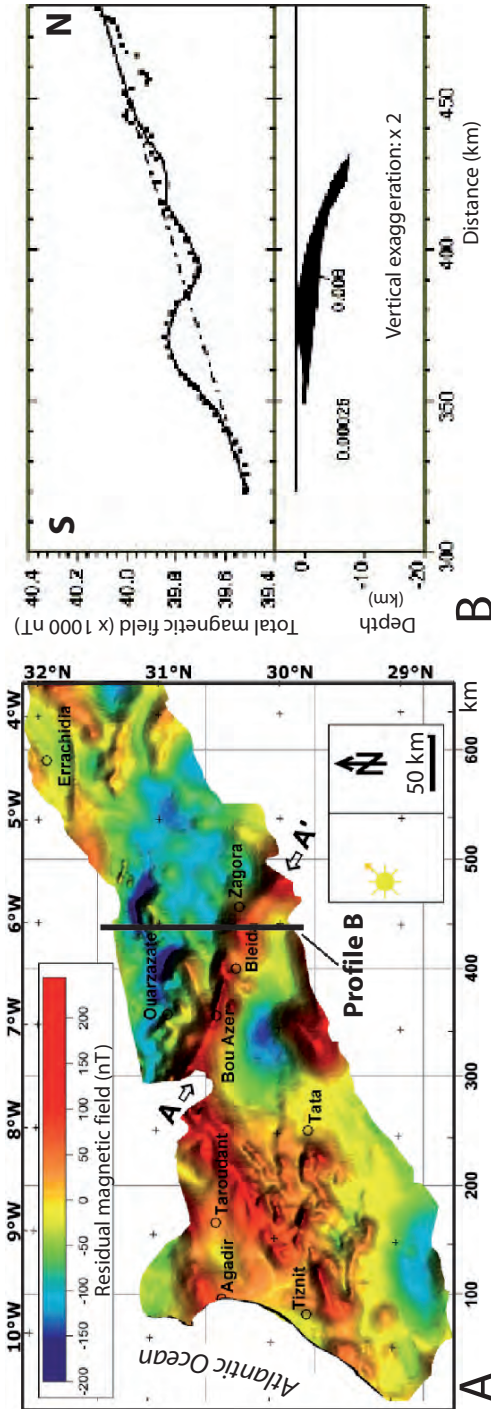 10°W 9°W 8°W 7°W 6°W 5°W 4°W
32°N
31°N
30°N
29°N
-200 -150 -100 -50 0 50 100 150 200
Residual magnetic field (nT)
Atlantic Ocean
Agadir
Taroudant
Tiznit
Tata
Ouarzazate
Bou Azer
Bleid
Zagora
Errachidia
A
A'
Profile B
N
50 km
100 200 300 400 500 600 km
A
S
N
40.4
40.2
40.0
39.8
39.6
39.4
Total magnetic field (x 1000 nT)
0
-10
-20
Depth
(km)
0.00025
0.008
Vertical exaggeration: x 2
300 350 400 450
Distance (km)
B